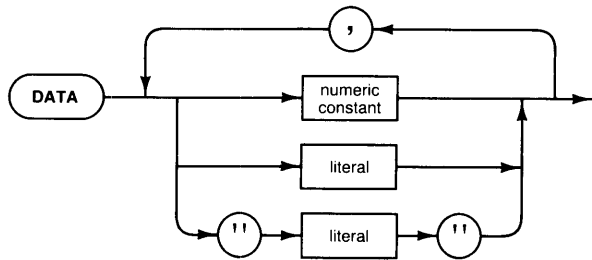 ,
DATA
numeric
constant
literal
" literal "